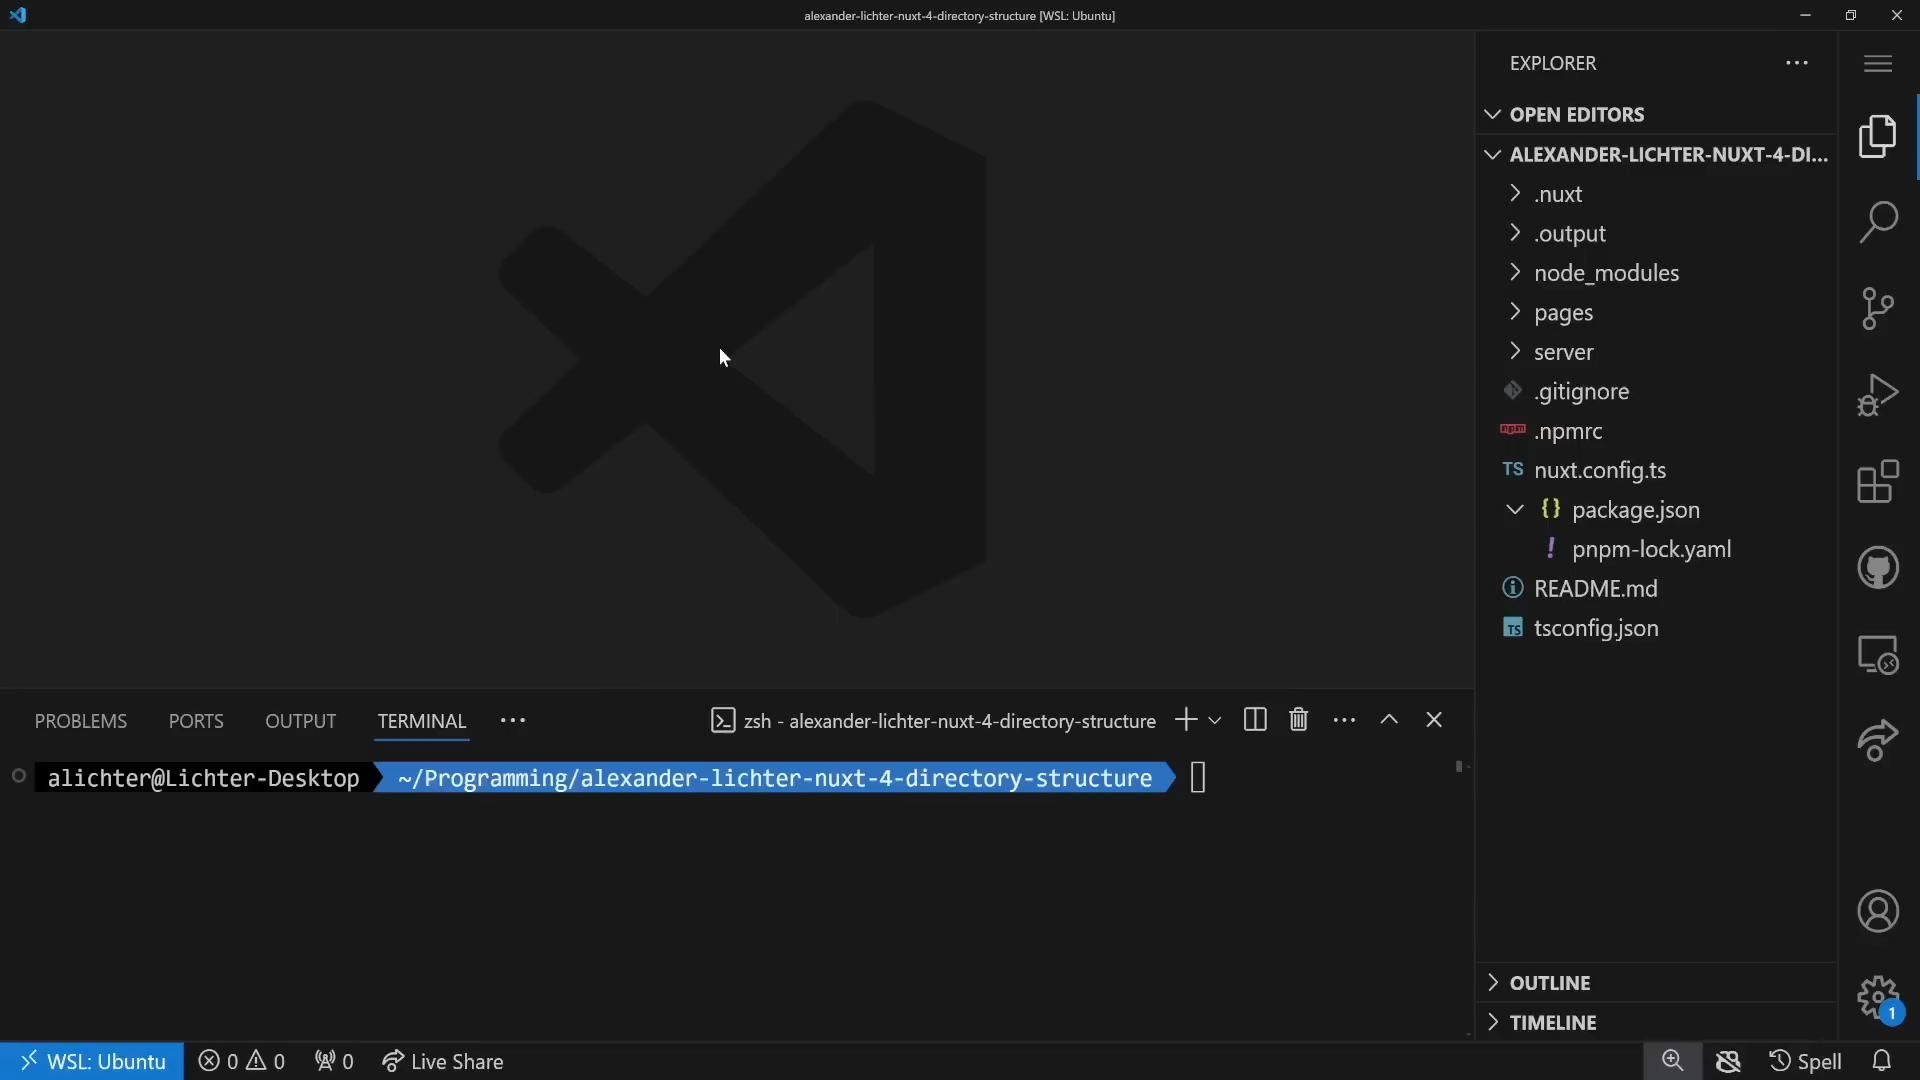 alexander-lichter-nuxt-4-directory-structure [WSL: Ubuntu]
EXPLORER
OPEN EDITORS
ALEXANDER-LICHTER-NUXT-4-DI...
.nuxt
.output
node_modules
pages
server
.gitignore
npm .npmrc
TS nuxt.config.ts
{} package.json
! pnpm-lock.yaml
README.md
TS tsconfig.json
OUTLINE
TIMELINE
1
PROBLEMS PORTS OUTPUT TERMINAL ... zsh - alexander-lichter-nuxt-4-directory-structure
alichter@Lichter-Desktop ~/Programming/alexander-lichter-nuxt-4-directory-structure
WSL: Ubuntu 0 0 0 Live Share Spell